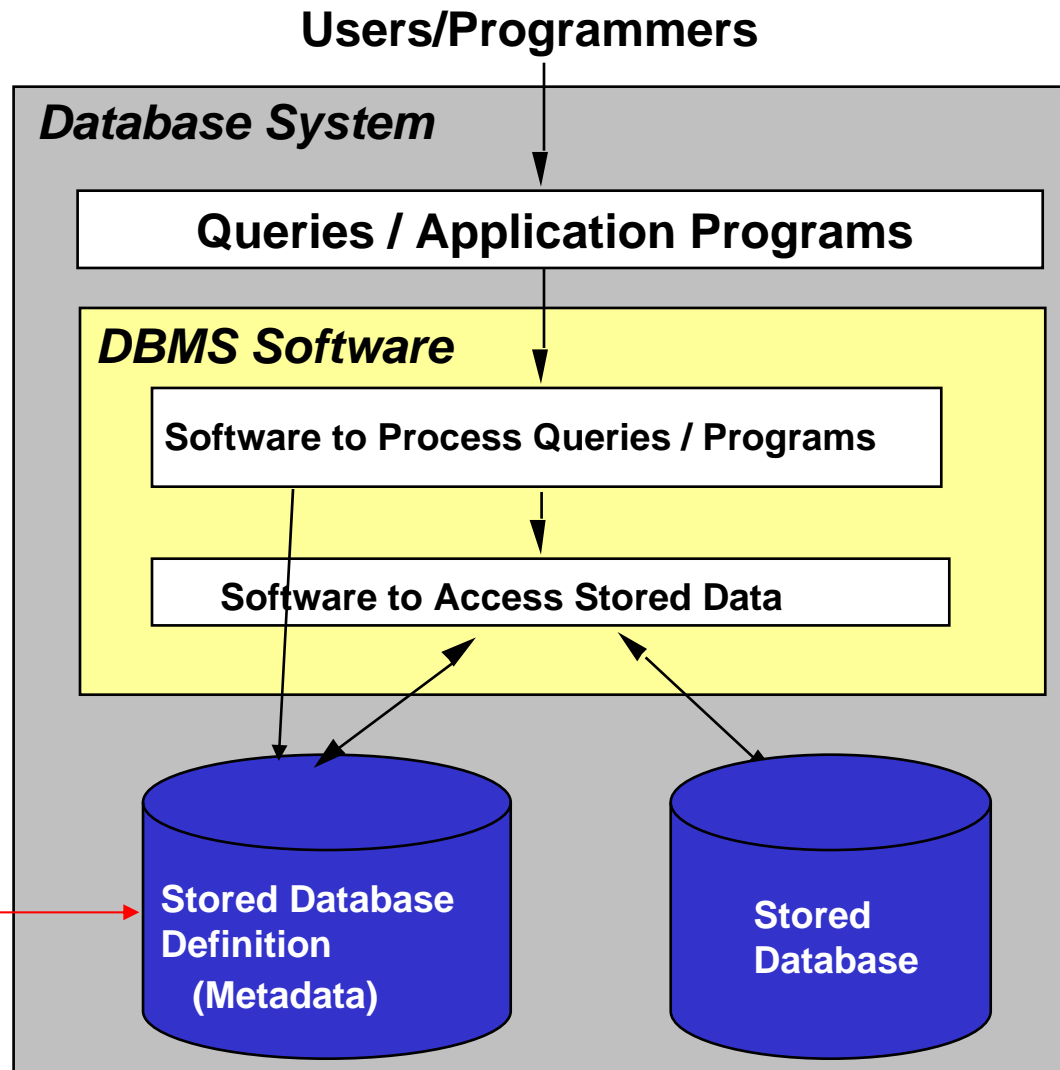 Users/Programmers
Database System
Queries / Application Programs
DBMS Software
Software to Process Queries / Programs
Software to Access Stored Data
Stored Database
Definition
(Metadata)
Stored
Database